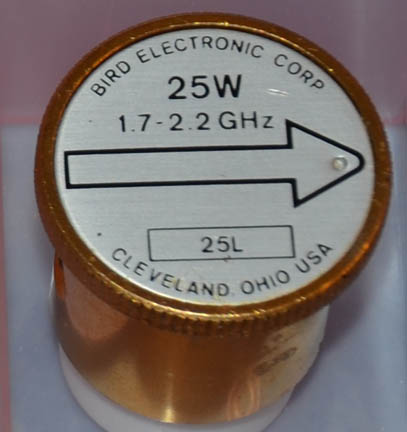 BIRD ELECTRONIC CORP
25W
1.7-2.2 GHz
25L
CLEVELAND, OHIO USA